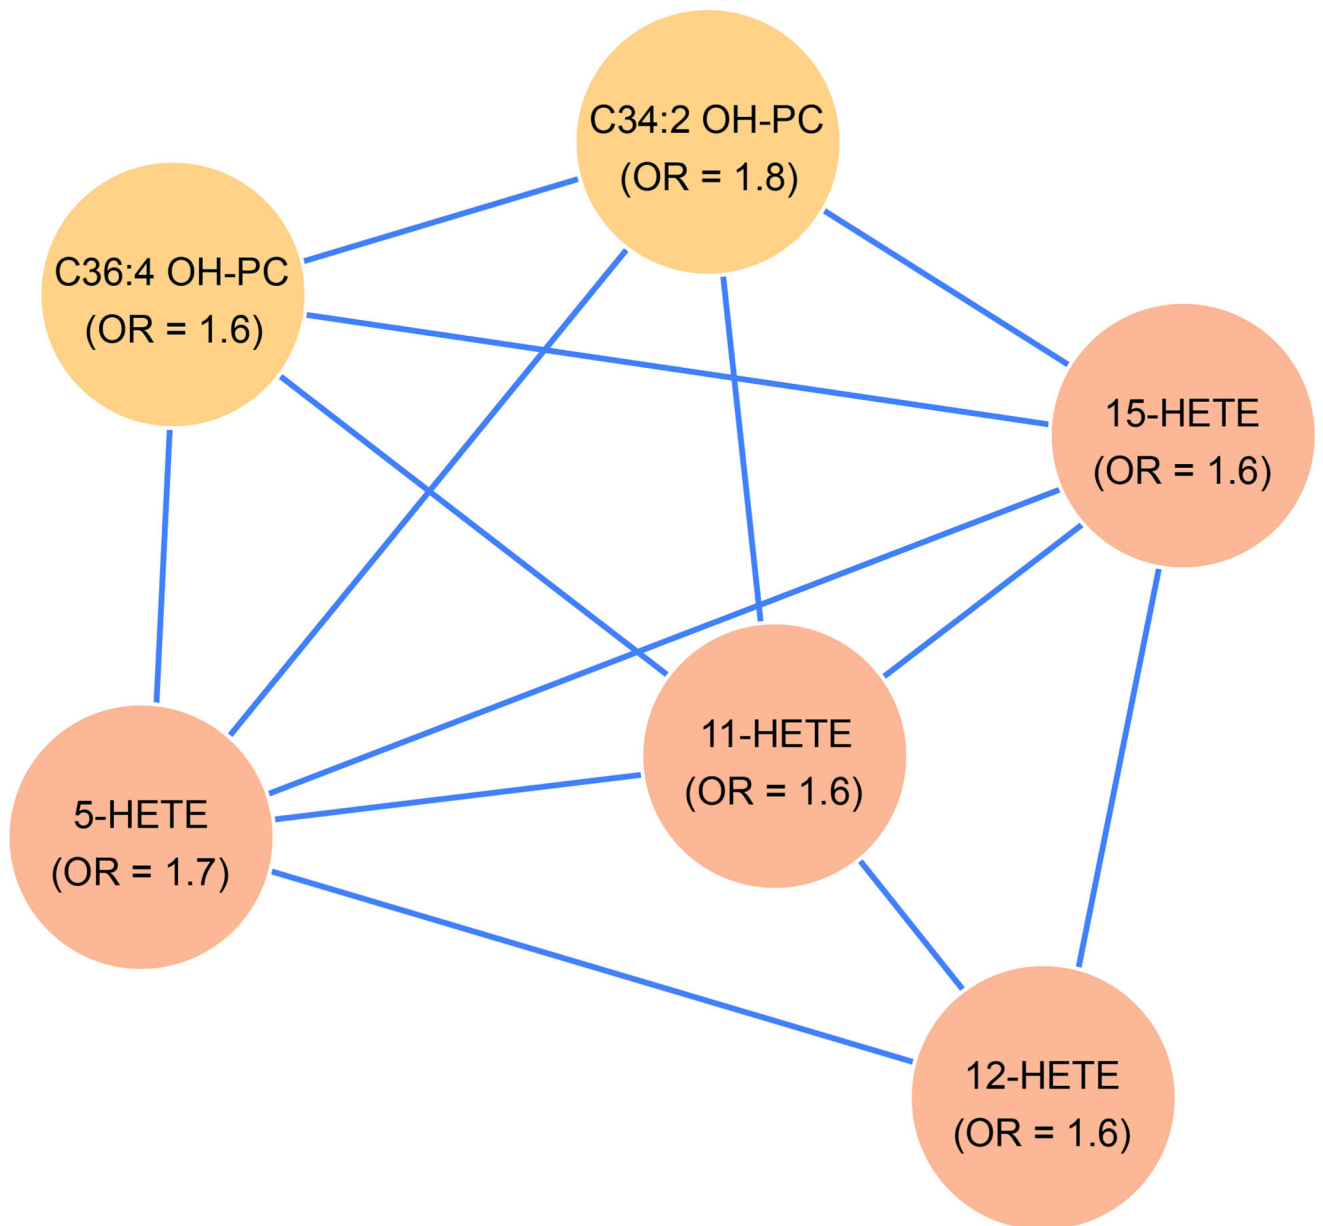 C34:2 OH-PC
(OR = 1.8)
C36:4 OH-PC
(OR = 1.6)
15-HETE
(OR = 1.6)
11-HETE
(OR = 1.6)
5-HETE
(OR = 1.7)
12-HETE
(OR = 1.6)